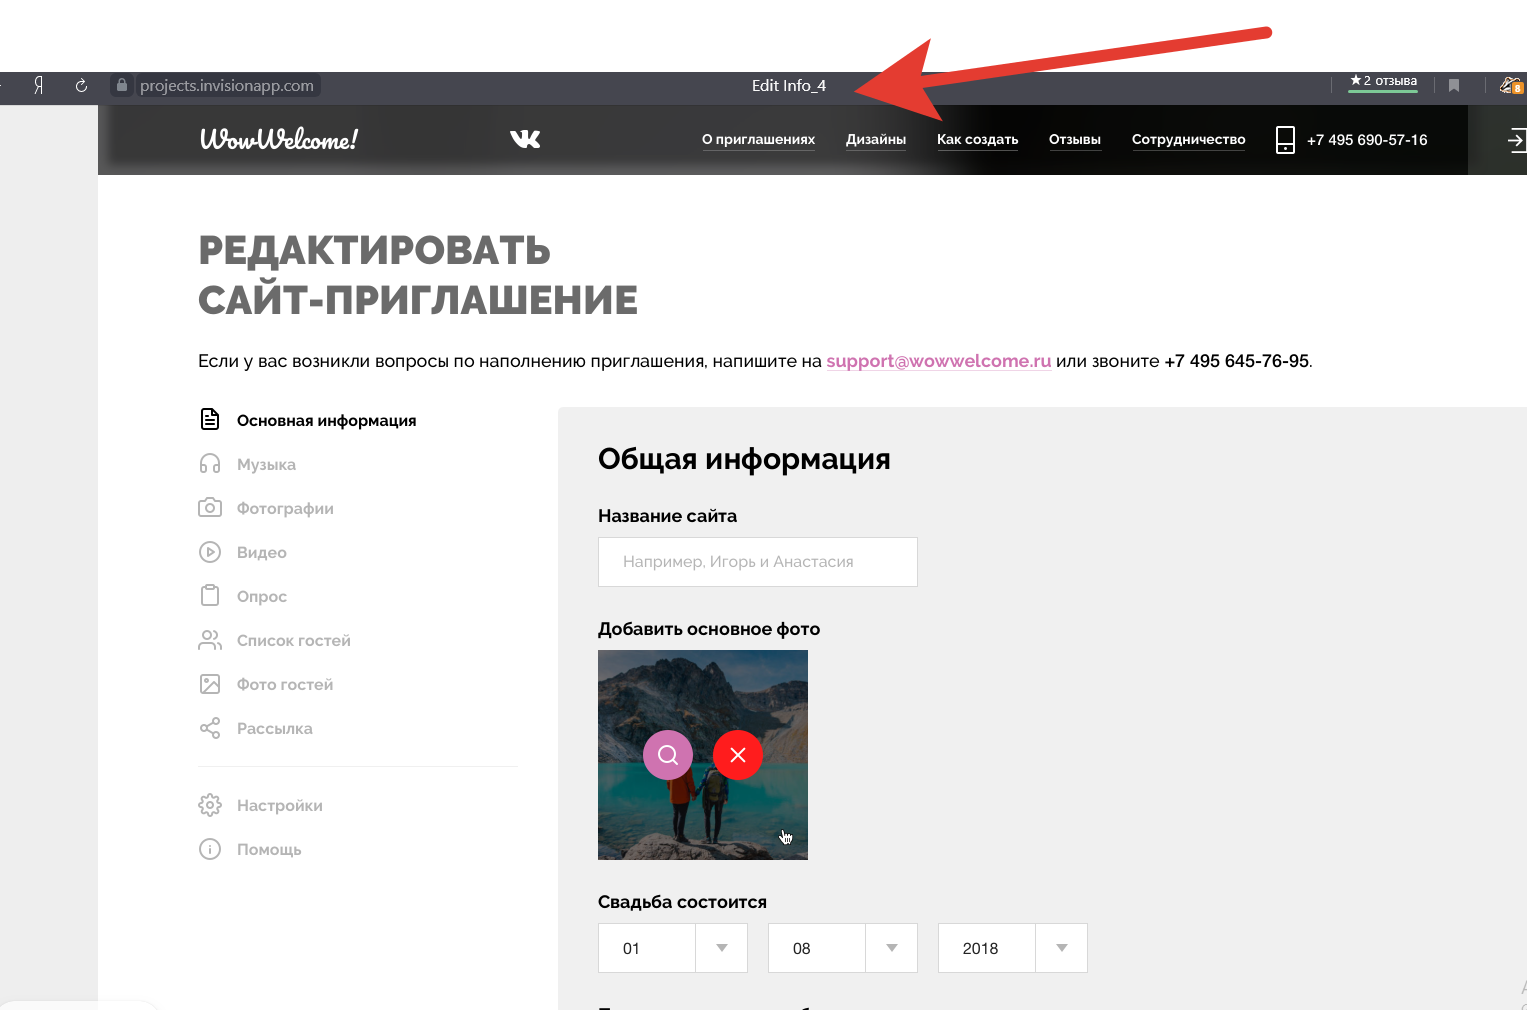 Я
projects.invisionapp.com
Edit Info_4
★2 отзыва
8
WowWelcome!
О приглашениях
Дизайны
Как создать
Отзывы
Сотрудничество
+7 495 690-57-16
РЕДАКТИРОВАТЬ
САЙТ-ПРИГЛАШЕНИЕ
Если у вас возникли вопросы по наполнению приглашения, напишите на support@wowwelcome.ru или звоните +7 495 645-76-95.
Основная информация
Музыка
Фотографии
Видео
Опрос
Список гостей
Фото гостей
Рассылка
Настройки
Помощь
Общая информация
Название сайта
Например, Игорь и Анастасия
Добавить основное фото
Свадьба состоится
01
08
2018